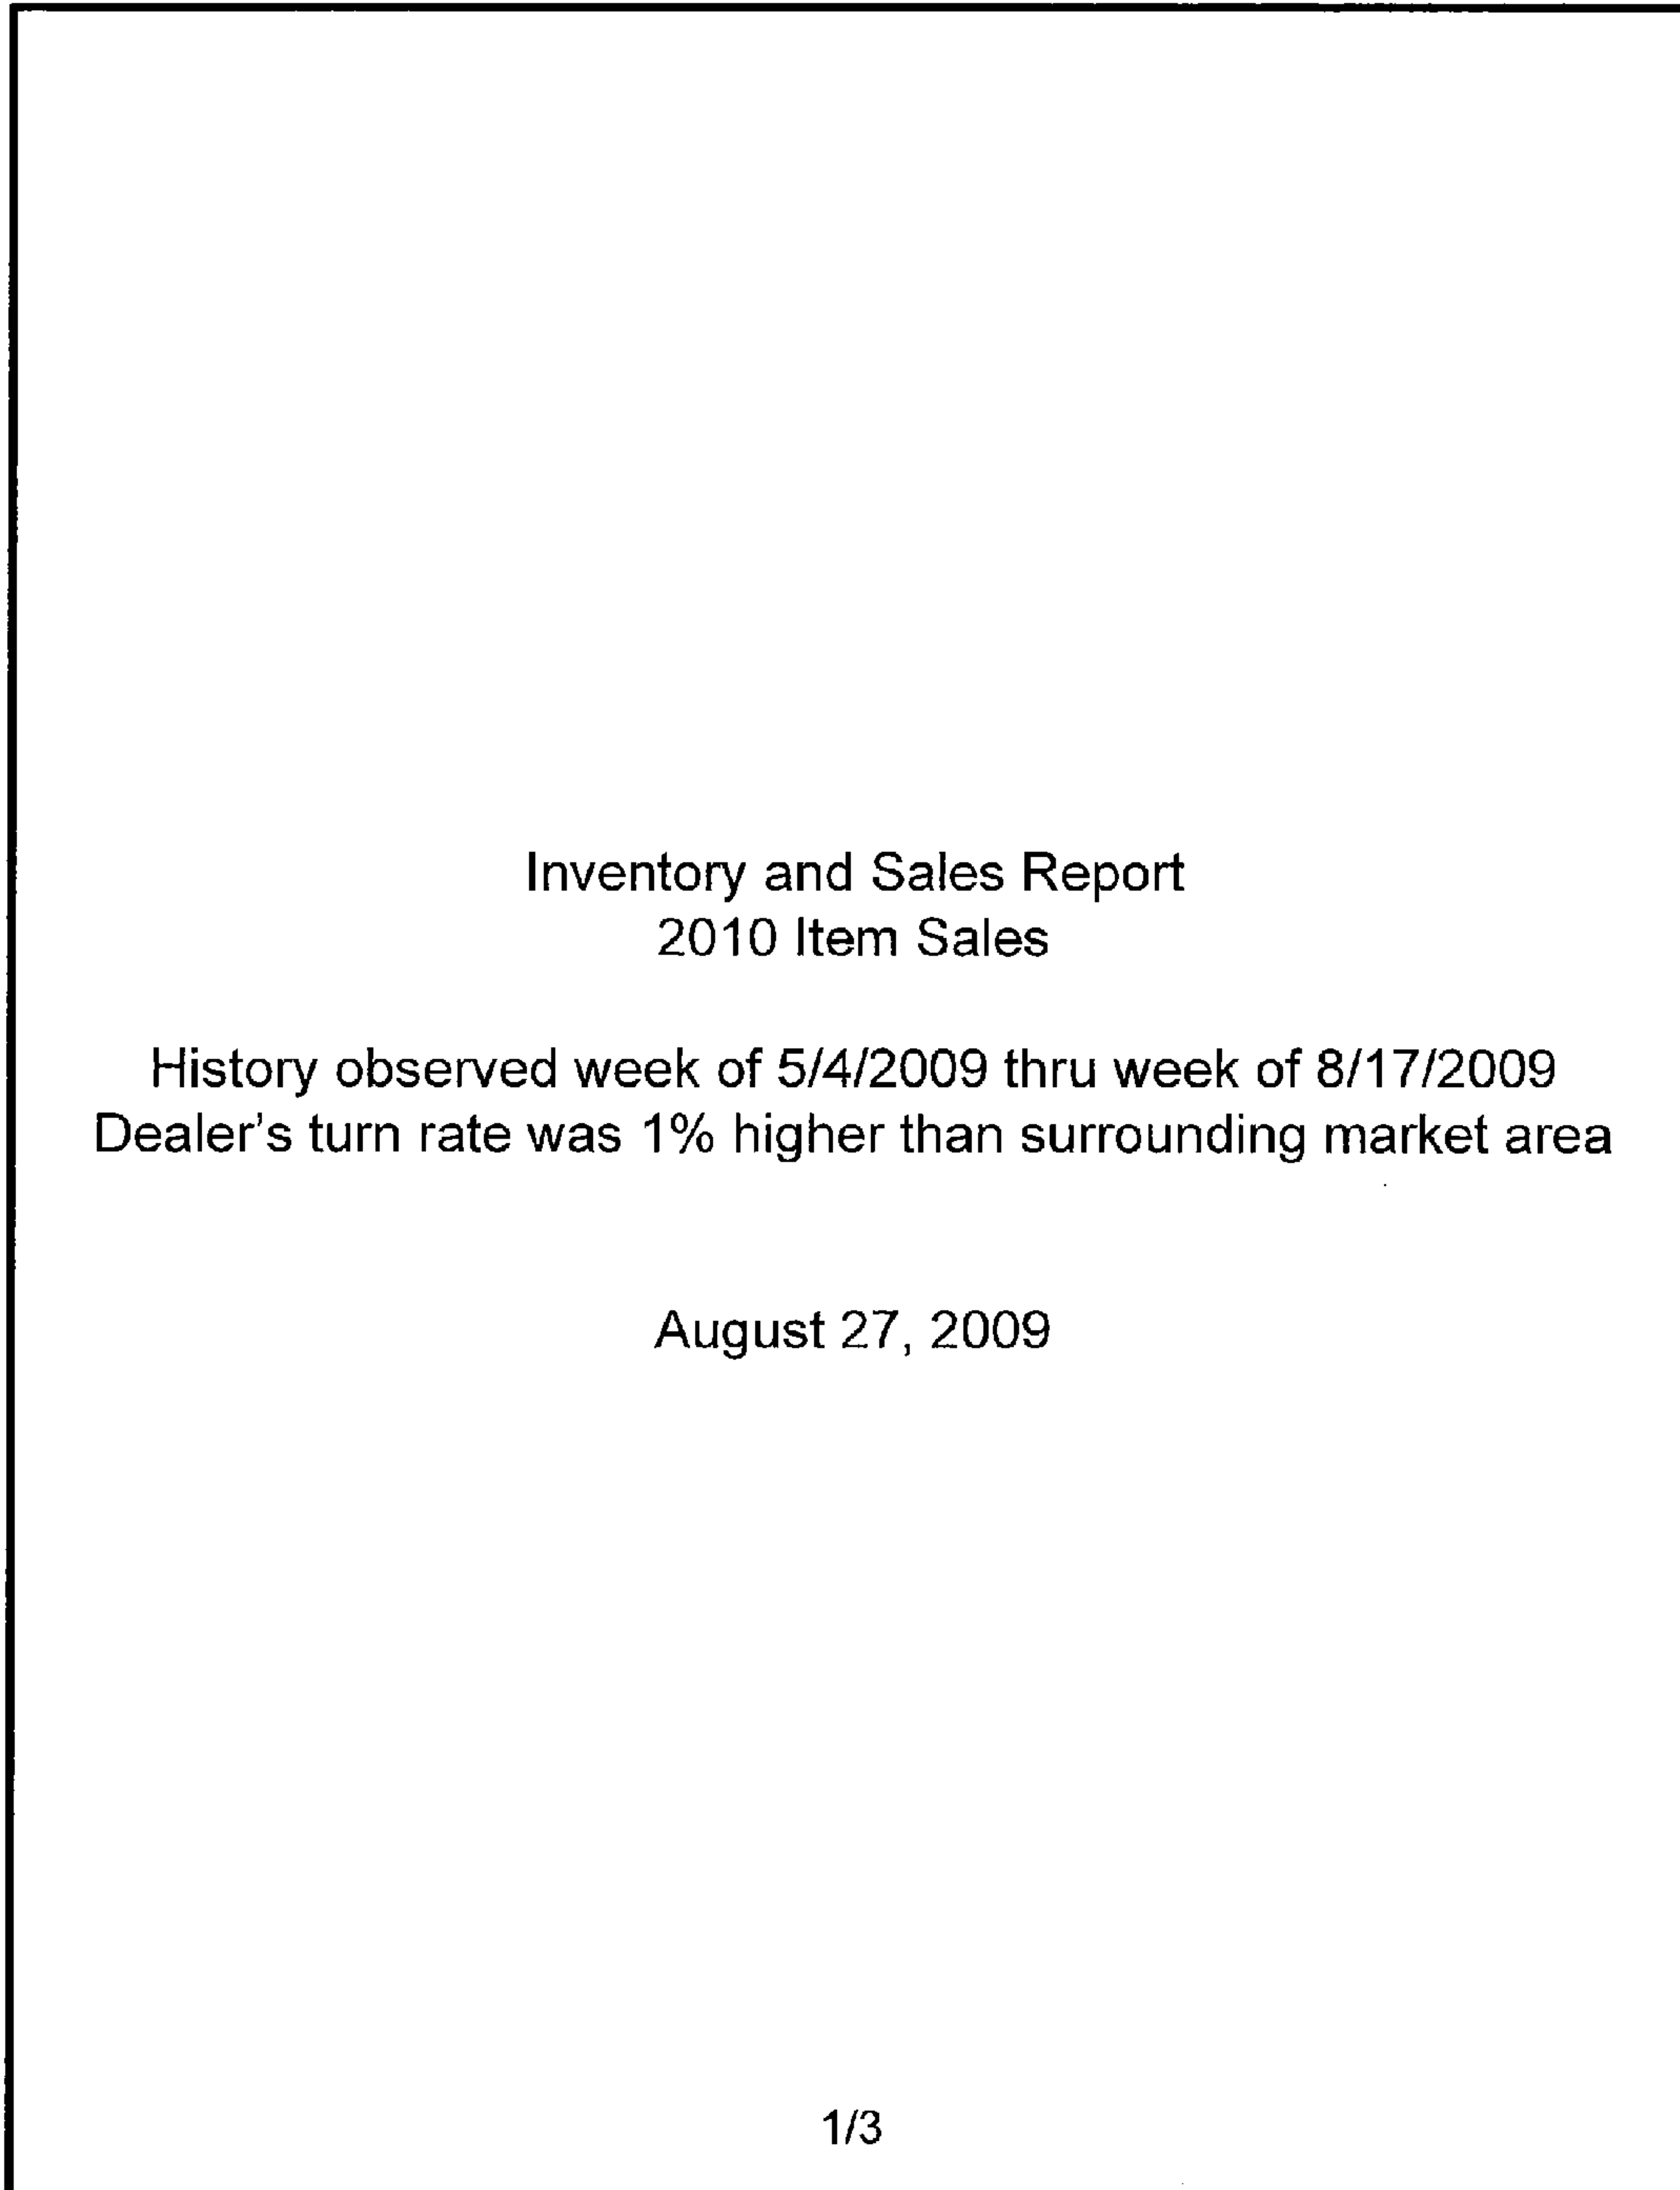 Inventory and Sales Report
2010 Item Sales
History observed week of 5/4/2009 thru week of 8/17/2009
Dealer's turn rate was 1% higher than surrounding market area
August 27, 2009
1/3